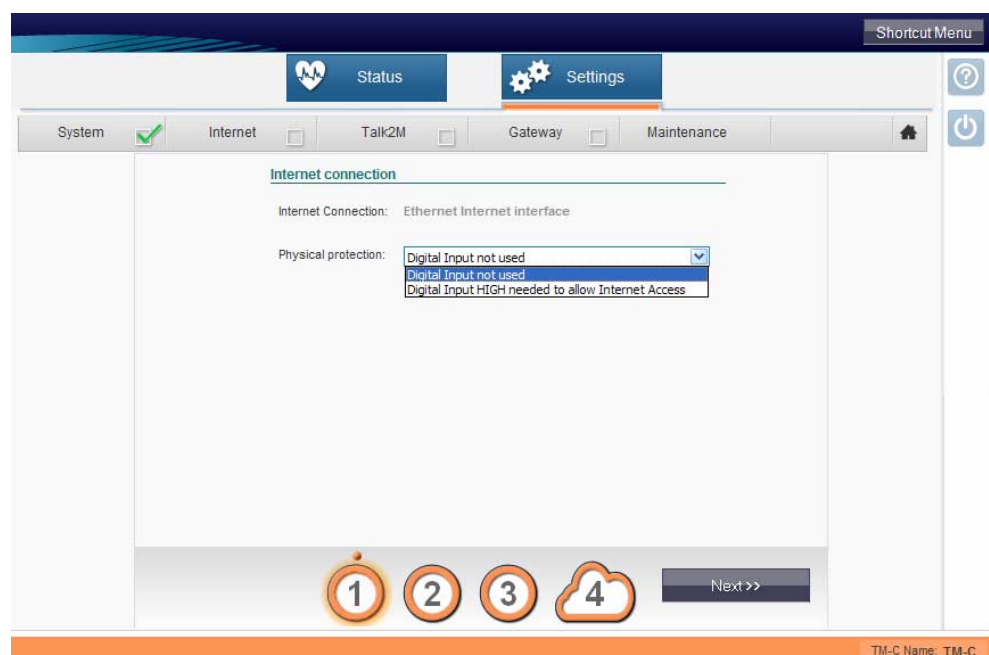 Shortcut Menu
Status
Settings
System
Internet
Talk2M
Gateway
Maintenance
Internet connection
Internet Connection: Ethernet Internet interface
Physical protection: Digital Input not used
Digital Input not used
Digital Input HIGH needed to allow Internet Access
1
2
3
4
Next >>
TM-C Name: TM-C